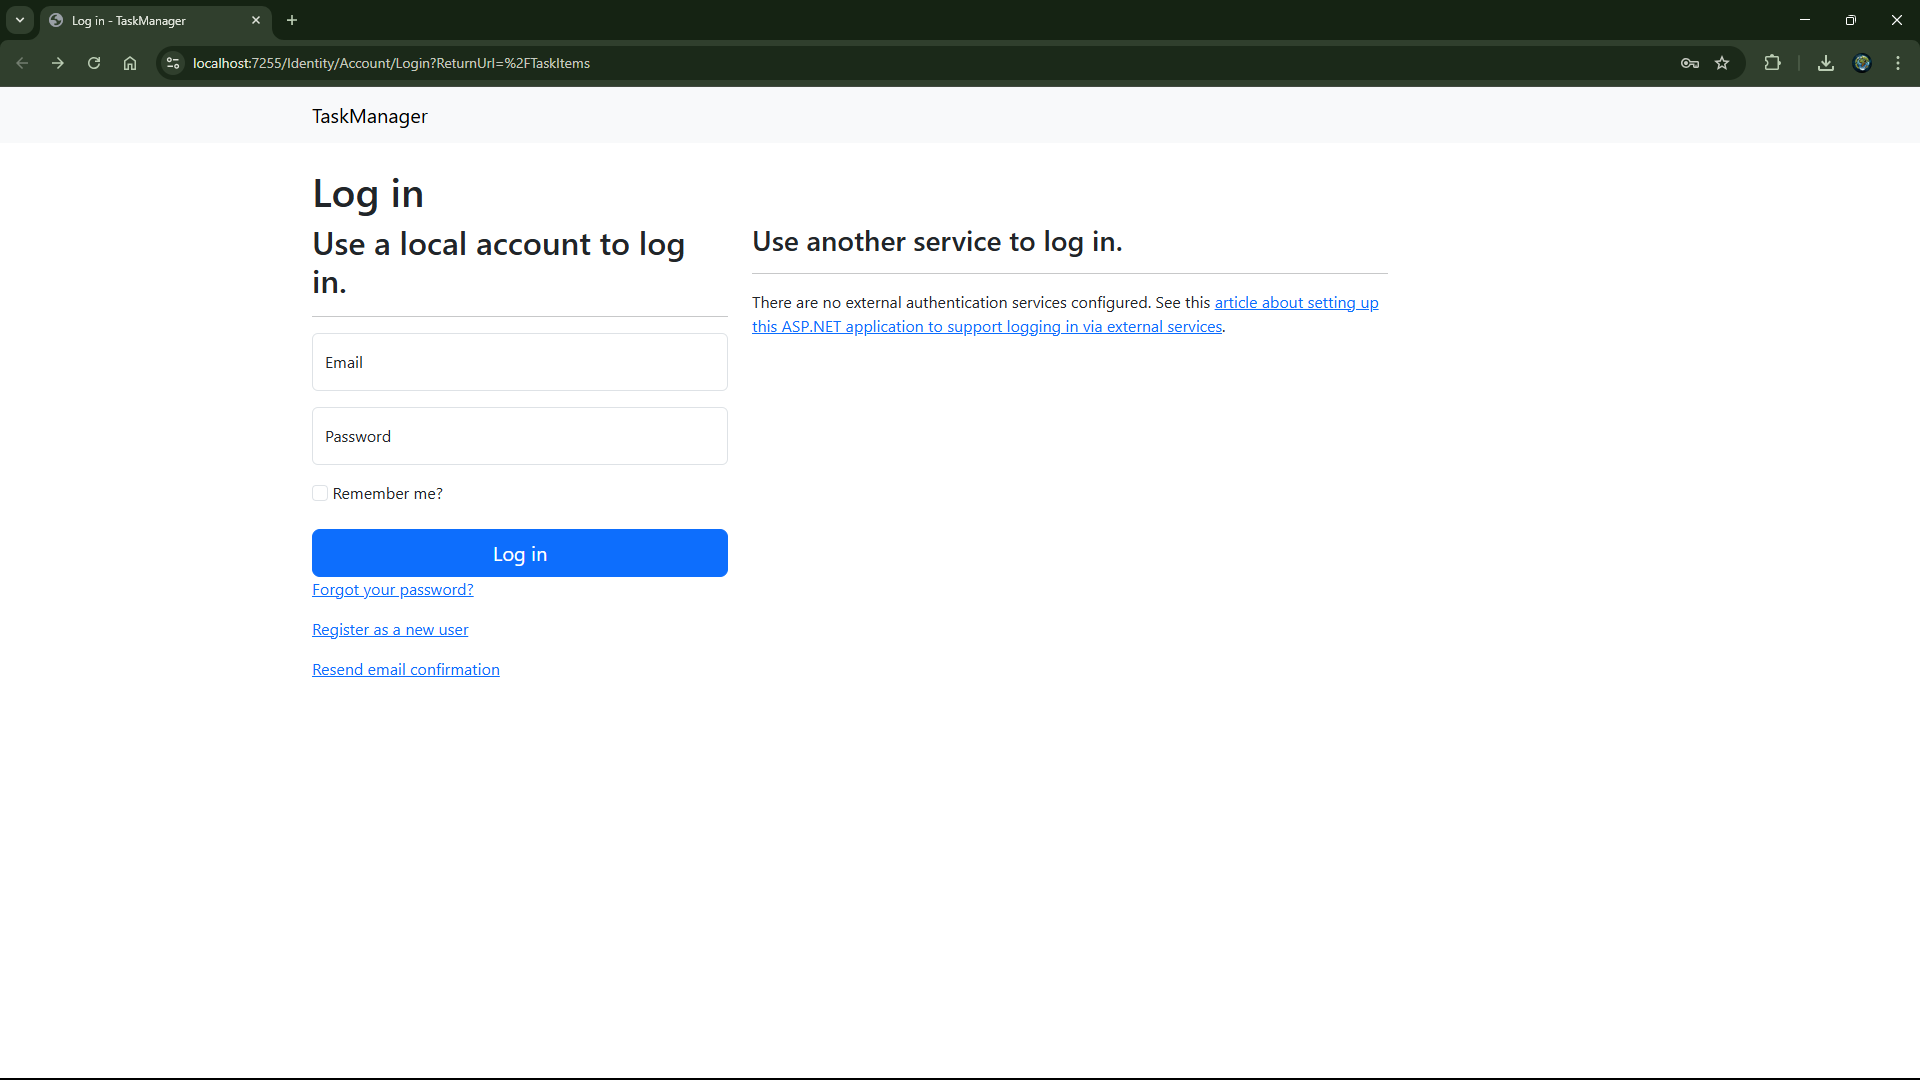 Log in - TaskManager
localhost:7255/Identity/Account/Login?ReturnUrl=%2FTaskItems
TaskManager
Log in
Use a local account to log
in.
Email
Password
Remember me?
Log in
Forgot your password?
Register as a new user
Resend email confirmation
Use another service to log in.
There are no external authentication services configured. See this article about setting up
this ASP.NET application to support logging in via external services.